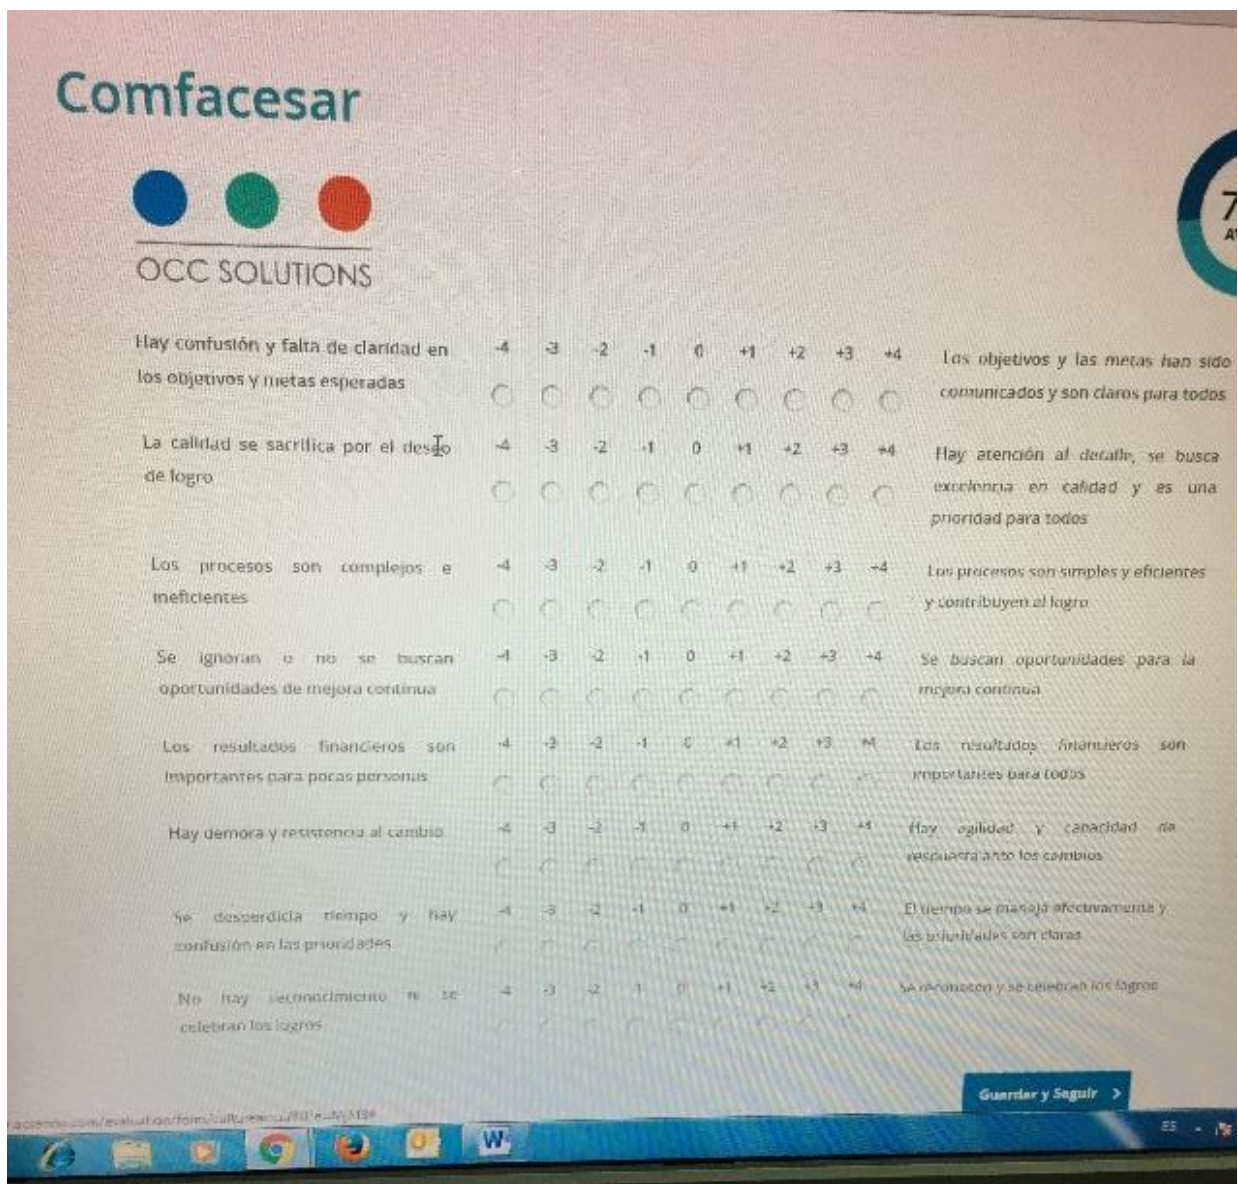 Comfacesar
7
AV
OCC SOLUTIONS
Hay confusión y falta de claridad en
los objetivos y metas esperadas
-4 -3 -2 -1 0 +1 +2 +3 +4
Los objetivos y las metas han sido
comunicados y son claros para todos
La calidad se sacrifica por el deseo
de logro
-4 -3 -2 -1 0 +1 +2 +3 +4
Hay atención al detalle, se busca
excelencia en calidad y es una
prioridad para todos
Los procesos son complejos e
ineficientes
-4 -3 -2 -1 0 +1 +2 +3 +4
Los procesos son simples y eficientes
y contribuyen al logro
Se ignoran o no se buscan
oportunidades de mejora continua
-4 -3 -2 -1 0 +1 +2 +3 +4
Se buscan oportunidades para la
mejora continua
Los resultados financieros son
importantes para pocas personas
-4 -3 -2 -1 0 +1 +2 +3 +4
Los resultados financieros son
importantes para todos
Hay demora y resistencia al cambio
-4 -3 -2 -1 0 +1 +2 +3 +4
Hay agilidad y capacidad de
respuesta ante los cambios
Se desperdicia tiempo y hay
confusión en las prioridades
-4 -3 -2 -1 0 +1 +2 +3 +4
El tiempo se maneja efectivamente y
las prioridades son claras
No hay reconocimiento ni se
celebran los logros
-4 -3 -2 -1 0 +1 +2 +3 +4
Se reconocen y se celebran los logros
Guardar y Seguir >
ES